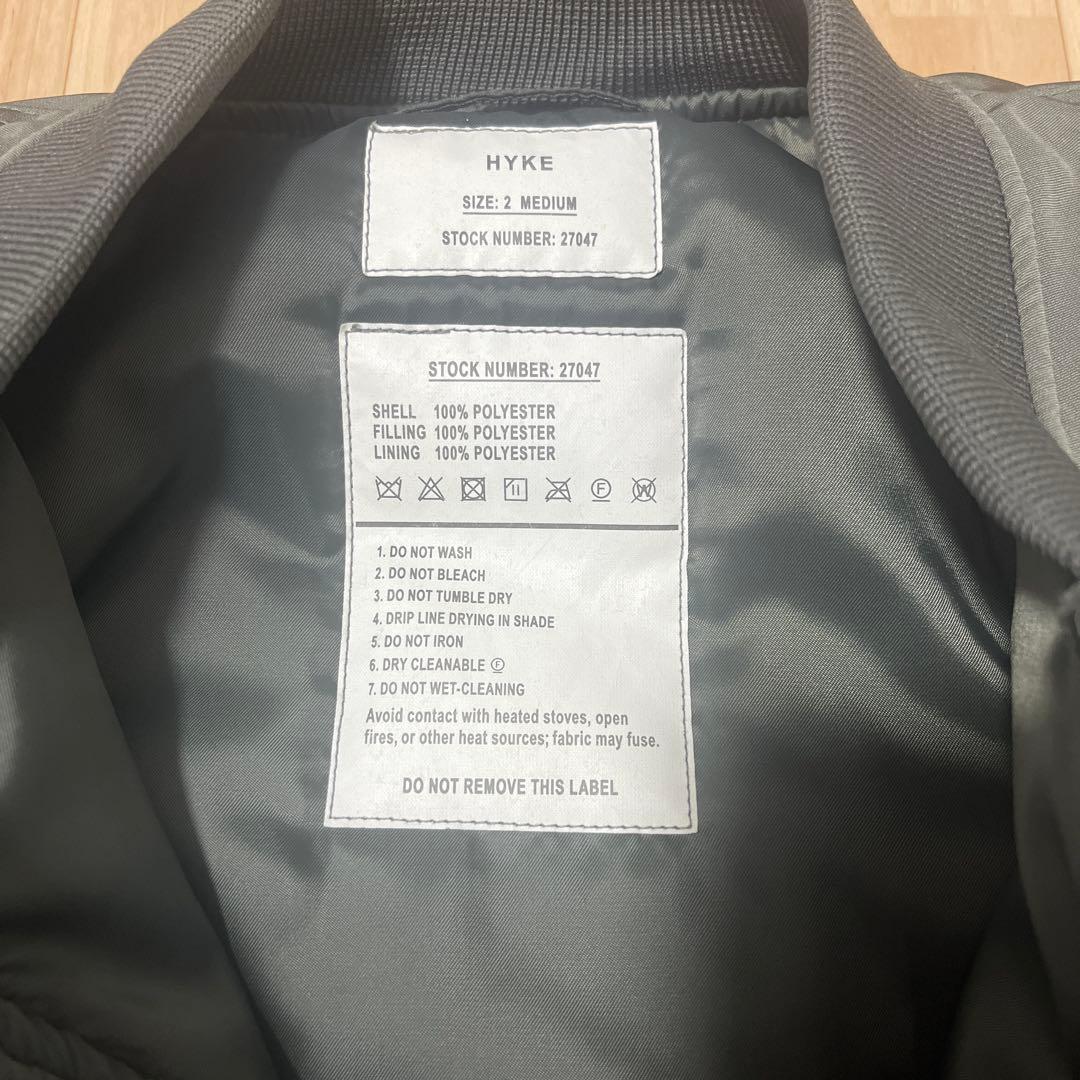 HYKE
SIZE: 2 MEDIUM
STOCK NUMBER: 27047
STOCK NUMBER: 27047
SHELL 100% POLYESTER
FILLING 100% POLYESTER
LINING 100% POLYESTER
F W
1. DO NOT WASH
2. DO NOT BLEACH
3. DO NOT TUMBLE DRY
4. DRIP LINE DRYING IN SHADE
5. DO NOT IRON
6. DRY CLEANABLE Ⓕ
7. DO NOT WET-CLEANING
Avoid contact with heated stoves, open
fires, or other heat sources; fabric may fuse.
DO NOT REMOVE THIS LABEL